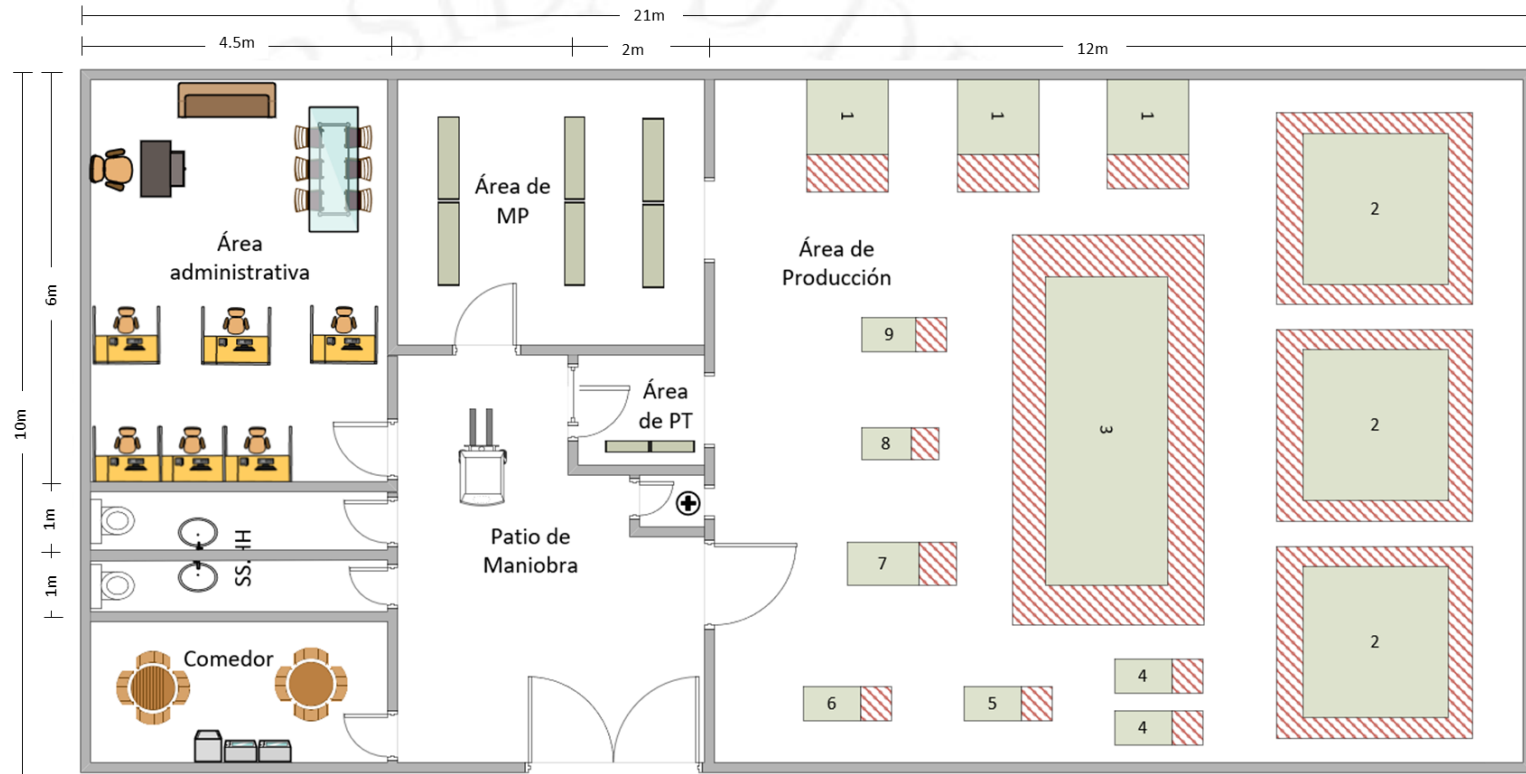 21m
4.5m
2m
12m
6m
10m
1m
1m
Área
administrativa
Área de
MP
Área de
Producción
Área
de PT
Patio de
Maniobra
SS.HH
Comedor
1
1
1
2
2
2
3
9
8
7
6
5
4
4